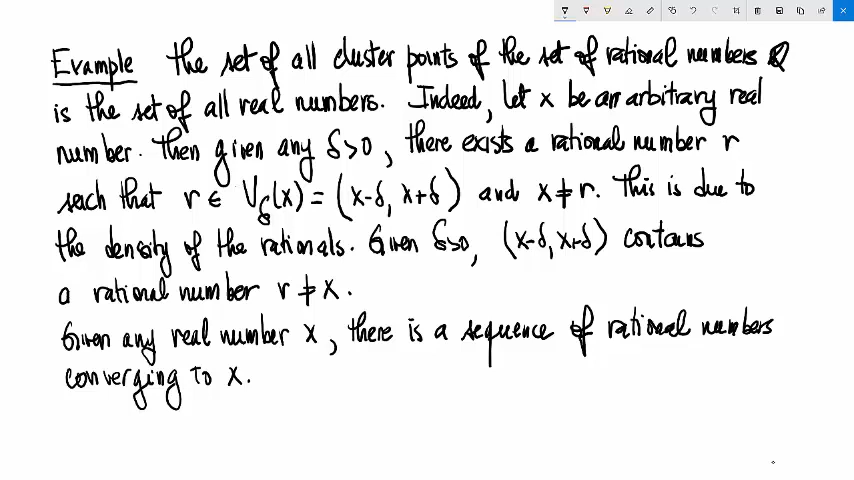 Example The set of all cluster points of the set of rational numbers Q
is the set of all real numbers. Indeed, let x be an arbitrary real
number. Then given any δ>0, there exists a rational number r
such that r ∈ V_δ(x) = (x-δ, x+δ) and x ≠ r. This is due to
the density of the rationals. Given δ>0, (x-δ, x+δ) contains
a rational number r ≠ x.
Given any real number x, there is a sequence of rational numbers
converging to x.